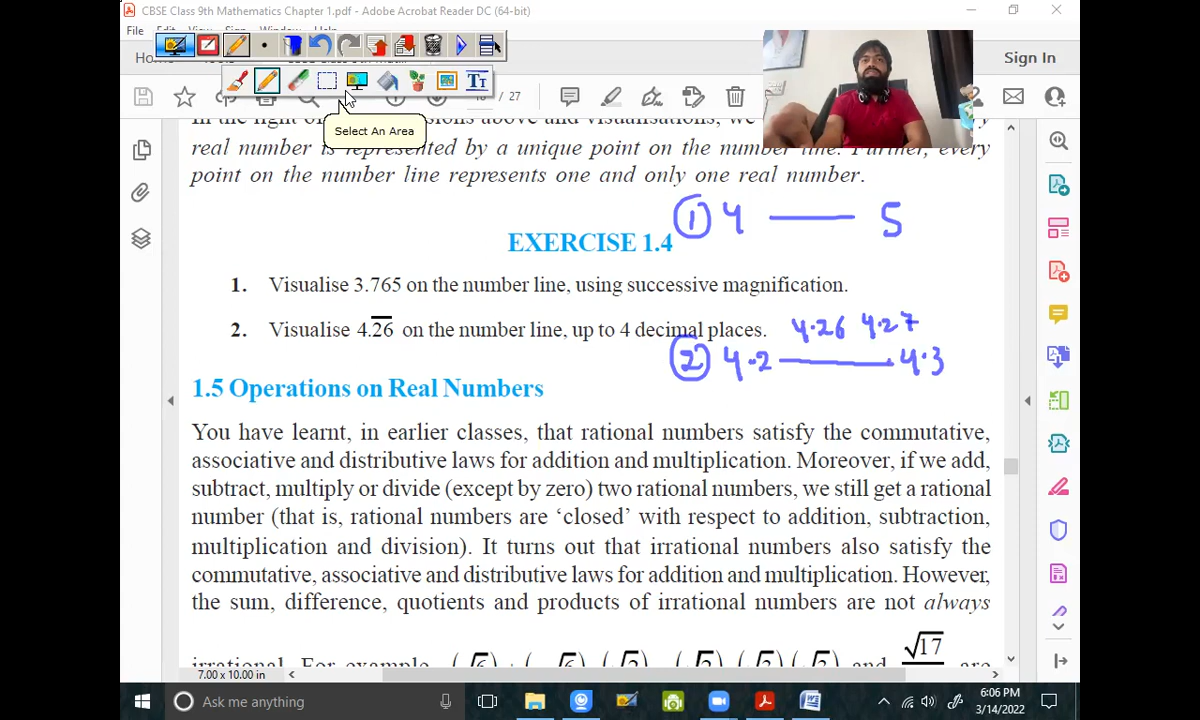 CBSE Class 9th Mathematics Chapter 1.pdf - Adobe Acrobat Reader DC (64-bit)
File
Sign In
/ 27
Select An Area
real number is represented by a unique point on the number line. Further, every
point on the number line represents one and only one real number.
① 4 —— 5
EXERCISE 1.4
1. Visualise 3.765 on the number line, using successive magnification.
2. Visualise 4.2̅6̅ on the number line, up to 4 decimal places.
4.26 4.27
② 4.2 —— 4.3
1.5 Operations on Real Numbers
You have learnt, in earlier classes, that rational numbers satisfy the commutative,
associative and distributive laws for addition and multiplication. Moreover, if we add,
subtract, multiply or divide (except by zero) two rational numbers, we still get a rational
number (that is, rational numbers are ‘closed’ with respect to addition, subtraction,
multiplication and division). It turns out that irrational numbers also satisfy the
commutative, associative and distributive laws for addition and multiplication. However,
the sum, difference, quotients and products of irrational numbers are not always
irrational. For example, and √17 are
7.00 x 10.00 in
Ask me anything
6:06 PM
3/14/2022